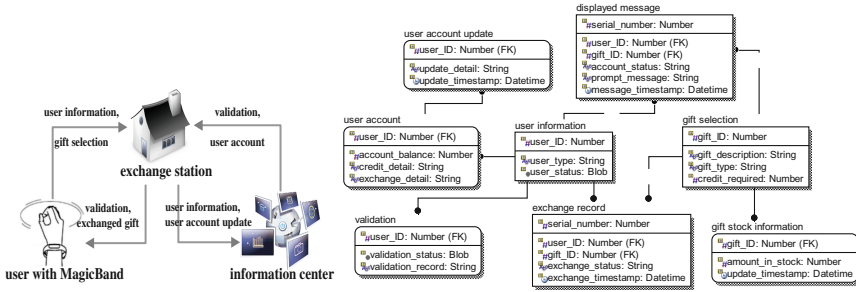 user information,
gift selection
validation,
user account
exchange station
validation,
exchanged gift
user information,
user account update
user with MagicBand
information center
user account update
user_ID: Number (FK)
update_detail: String
update_timestamp: Datetime
displayed message
serial_number: Number
user_ID: Number (FK)
gift_ID: Number (FK)
account_status: String
prompt_message: String
message_timestamp: Datetime
user account
user_ID: Number (FK)
account_balance: Number
credit_detail: String
exchange_detail: String
user information
user_ID: Number
user_type: String
user_status: Blob
gift selection
gift_ID: Number
gift_description: String
gift_type: String
credit_required: Number
validation
user_ID: Number (FK)
validation_status: Blob
validation_record: String
exchange record
serial_number: Number
user_ID: Number (FK)
gift_ID: Number (FK)
exchange_status: String
exchange_timestamp: Datetime
gift stock information
gift_ID: Number (FK)
amount_in_stock: Number
update_timestamp: Datetime